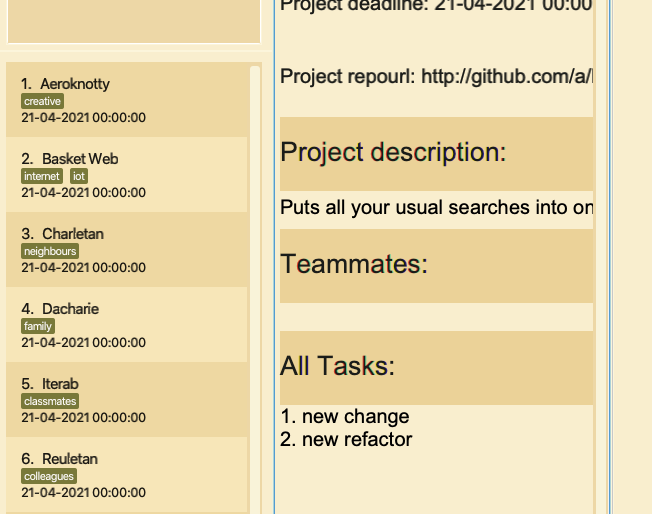 1. Aeroknotty
creative
21-04-2021 00:00:00
2. Basket Web
internet iot
21-04-2021 00:00:00
3. Charletan
neighbours
21-04-2021 00:00:00
4. Dacharie
family
21-04-2021 00:00:00
5. Iterab
classmates
21-04-2021 00:00:00
6. Reuletan
colleagues
21-04-2021 00:00:00
Project deadline: 21-04-2021 00:00
Project repourl: http://github.com/a/
Project description:
Puts all your usual searches into on
Teammates:
All Tasks:
1. new change
2. new refactor